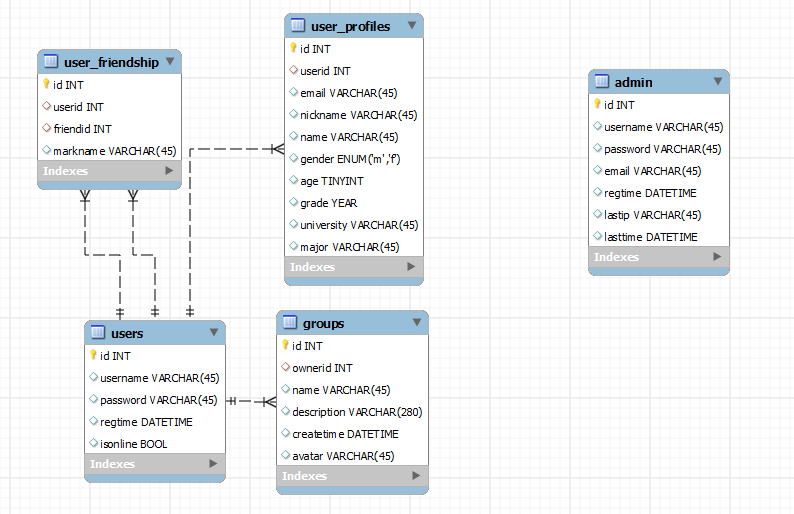 user_friendship
id INT
userid INT
friendid INT
markname VARCHAR(45)
Indexes
user_profiles
id INT
userid INT
email VARCHAR(45)
nickname VARCHAR(45)
name VARCHAR(45)
gender ENUM('m','f')
age TINYINT
grade YEAR
university VARCHAR(45)
major VARCHAR(45)
Indexes
admin
id INT
username VARCHAR(45)
password VARCHAR(45)
email VARCHAR(45)
regtime DATETIME
lastip VARCHAR(45)
lasttime DATETIME
Indexes
users
id INT
username VARCHAR(45)
password VARCHAR(45)
regtime DATETIME
isonline BOOL
Indexes
groups
id INT
ownerid INT
name VARCHAR(45)
description VARCHAR(280)
createtime DATETIME
avatar VARCHAR(45)
Indexes